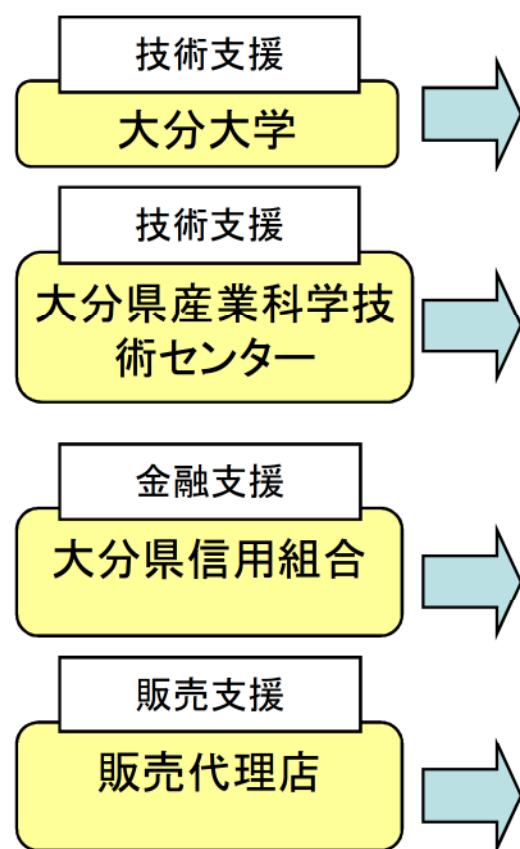 技術支援
大分大学
技術支援
大分県産業科学技
術センター
金融支援
大分県信用組合
販売支援
販売代理店